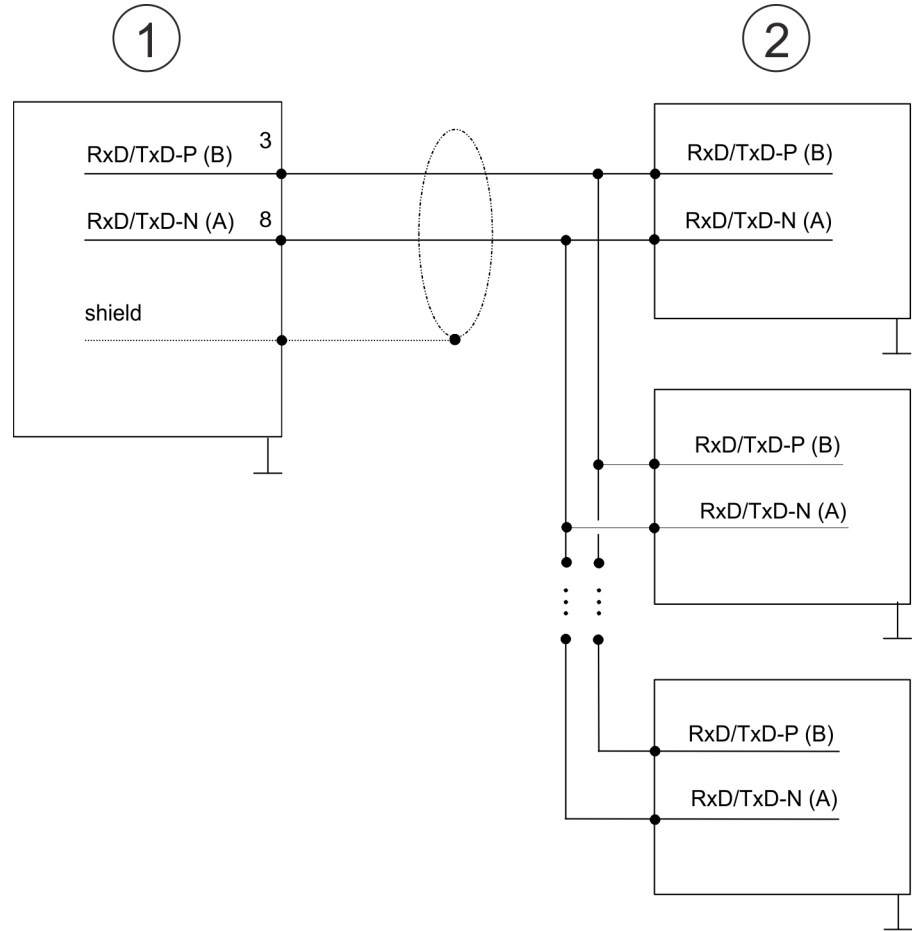 1
2
RxD/TxD-P (B)
3
RxD/TxD-N (A)
8
shield
RxD/TxD-P (B)
RxD/TxD-N (A)
RxD/TxD-P (B)
RxD/TxD-N (A)
RxD/TxD-P (B)
RxD/TxD-N (A)